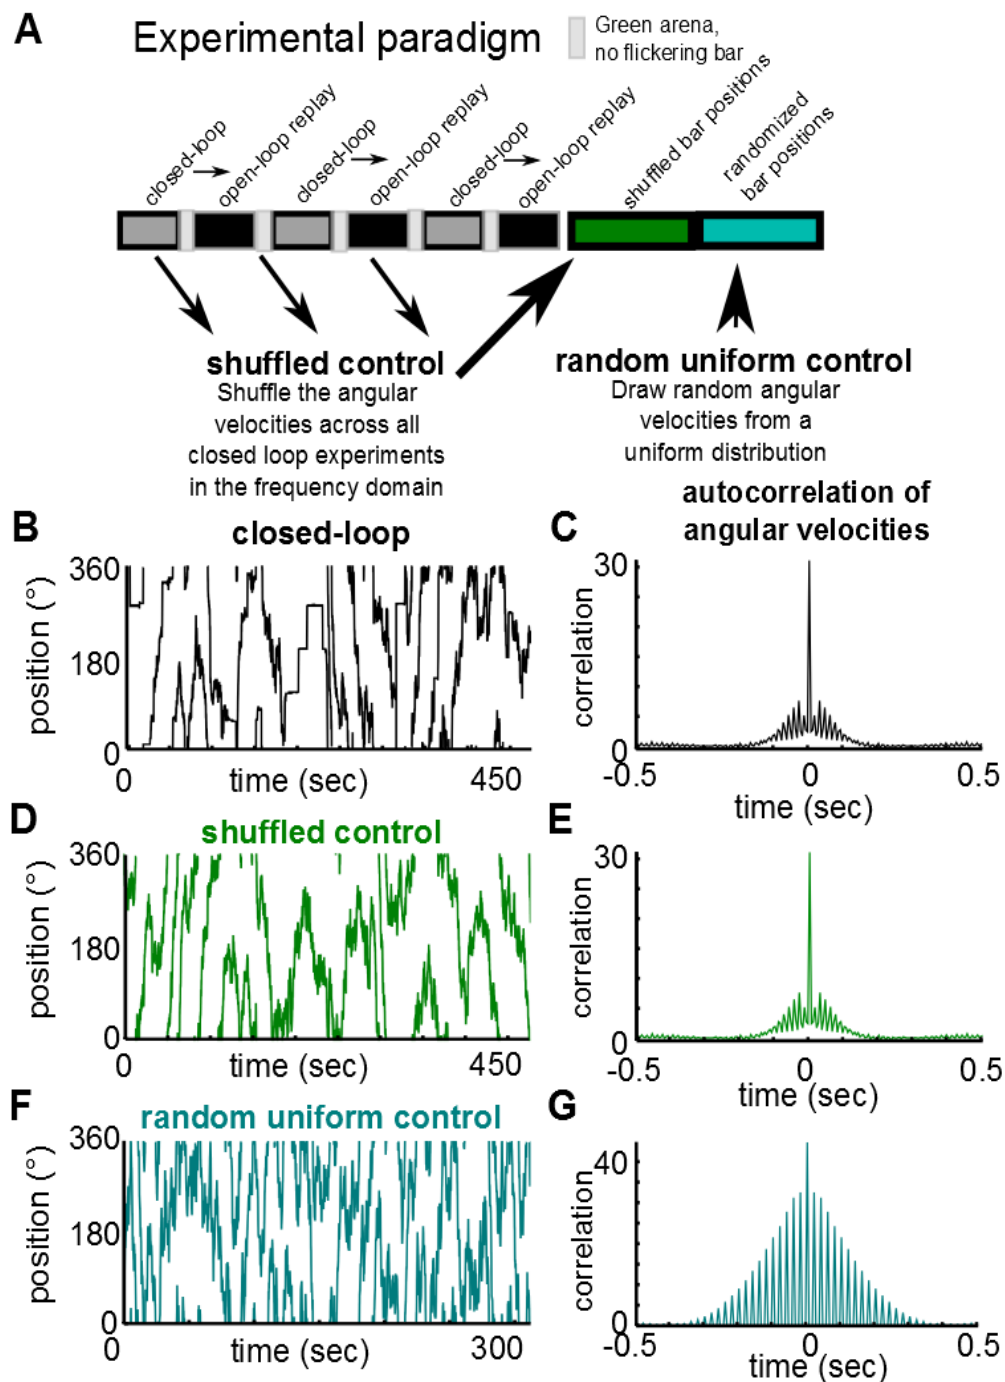 A
Experimental paradigm
Green arena,
no flickering bar
closed-loop
open-loop replay
closed-loop
open-loop replay
closed-loop
open-loop replay
shuffled bar positions
randomized
bar positions
shuffled control
Shuffle the angular
velocities across all
closed loop experiments
in the frequency domain
random uniform control
Draw random angular
velocities from a
uniform distribution
autocorrelation of
angular velocities
B
closed-loop
position (°)
360
180
0
0
450
time (sec)
C
correlation
30
0
-0.5
0
0.5
time (sec)
D
shuffled control
position (°)
360
180
0
0
450
time (sec)
E
correlation
30
0
-0.5
0
0.5
time (sec)
F
random uniform control
position (°)
360
180
0
0
300
time (sec)
G
correlation
40
0
-0.5
0
0.5
time (sec)